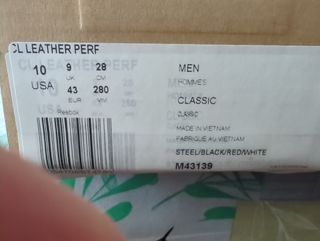 CL LEATHER PERF
10 9 28
USA UK CM
43 280
EUR MM
Reebok
MEN
HOMMES
CLASSIC
CLASSIC
MADE IN VIETNAM
FABRIQUÉ AU VIETNAM
STEEL/BLACK/RED/WHITE
M43139